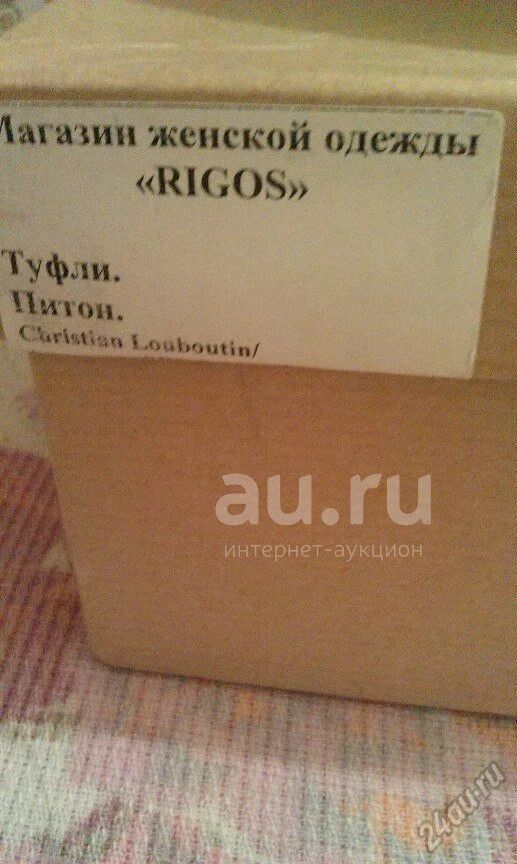 Магазин женской одежды
«RIGOS»
Туфли.
Питон.
Christian Louboutin/
au.ru
интернет-аукцион
24au.ru